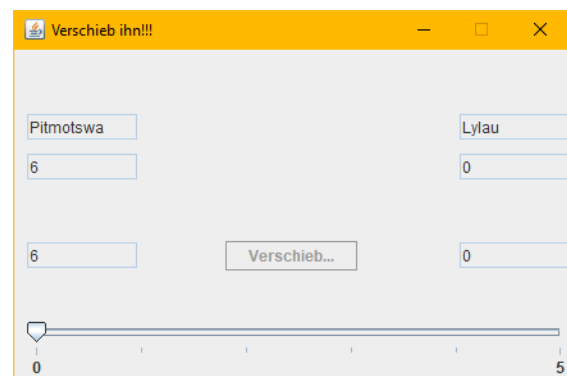 Verschieb ihn!!!
Pitmotswa Lylau
6 0
6 Verschieb... 0
0 5